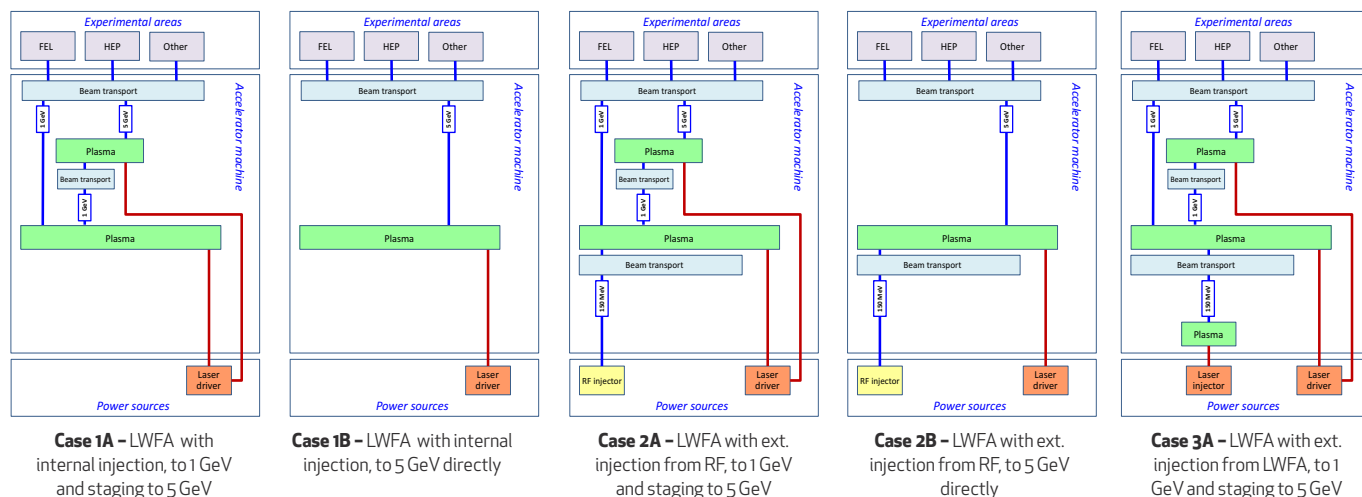 Experimental areas
FEL
HEP
Other
Beam transport
Accelerator machine
1 GeV
5 GeV
Plasma
Beam transport
1 GeV
Plasma
Laser
driver
Power sources
Case 1A – LWFA with
internal injection, to 1 GeV
and staging to 5 GeV
Experimental areas
FEL
HEP
Other
Beam transport
Accelerator machine
5 GeV
Plasma
Laser
driver
Power sources
Case 1B – LWFA with internal
injection, to 5 GeV directly
Experimental areas
FEL
HEP
Other
Beam transport
Accelerator machine
1 GeV
5 GeV
Plasma
Beam transport
1 GeV
Plasma
Beam transport
150 MeV
RF injector
Laser
driver
Power sources
Case 2A – LWFA with ext.
injection from RF, to 1 GeV
and staging to 5 GeV
Experimental areas
FEL
HEP
Other
Beam transport
Accelerator machine
5 GeV
Plasma
Beam transport
150 MeV
RF injector
Laser
driver
Power sources
Case 2B – LWFA with ext.
injection from RF, to 5 GeV
directly
Experimental areas
FEL
HEP
Other
Beam transport
Accelerator machine
1 GeV
5 GeV
Plasma
Beam transport
1 GeV
Plasma
Beam transport
150 MeV
Plasma
Laser
injector
Laser
driver
Power sources
Case 3A – LWFA with ext.
injection from LWFA, to 1
GeV and staging to 5 GeV